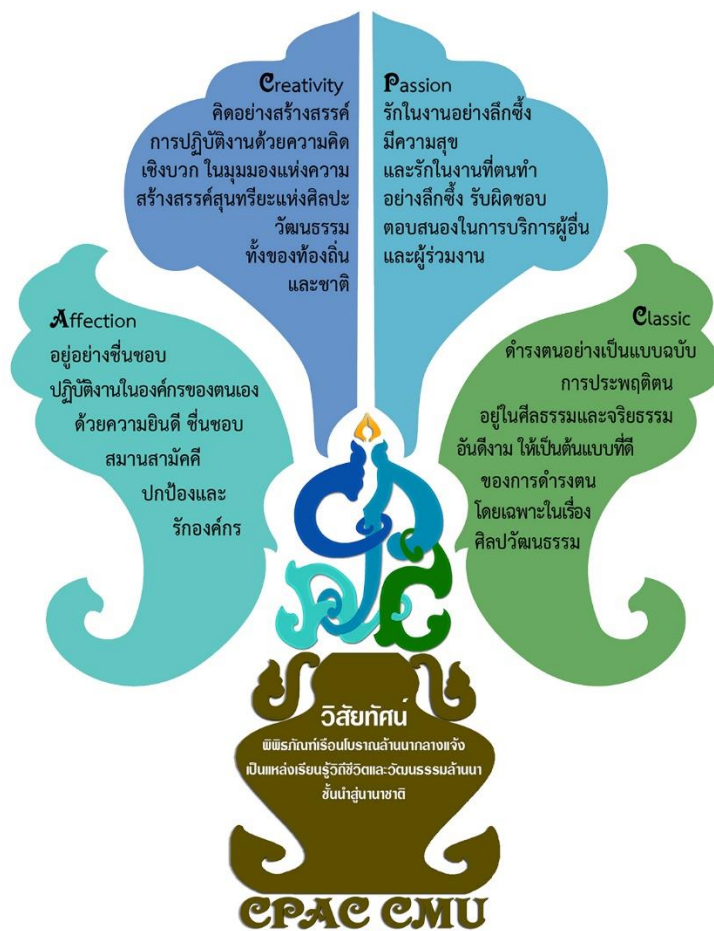 Creativity
คิดอย่างสร้างสรรค์
การปฏิบัติงานด้วยความคิด
เชิงบวก ในมุมมองแห่งความ
สร้างสรรค์สุนทรียะแห่งศิลปะ
วัฒนธรรม
ทั้งของท้องถิ่น
และชาติ
Passion
รักในงานอย่างลึกซึ้ง
มีความสุข
และรักในงานที่ตนทำ
อย่างลึกซึ้ง รับผิดชอบ
ตอบสนองในการบริการผู้อื่น
และผู้ร่วมงาน
Affection
อยู่อย่างชื่นชอบ
ปฏิบัติงานในองค์กรของตนเอง
ด้วยความยินดี ชื่นชอบ
สมานสามัคคี
ปกป้องและ
รักองค์กร
Classic
ดำรงตนอย่างเป็นแบบฉบับ
การประพฤติตน
อยู่ในศีลธรรมและจริยธรรม
อันดีงาม ให้เป็นต้นแบบที่ดี
ของการดำรงตน
โดยเฉพาะในเรื่อง
ศิลปวัฒนธรรม
CPAC
วิสัยทัศน์
พิพิธภัณฑ์เรือนโบราณล้านนากลางแจ้ง
เป็นแหล่งเรียนรู้วิถีชีวิตและวัฒนธรรมล้านนา
ชั้นนำสู่นานาชาติ
CPAC CMU